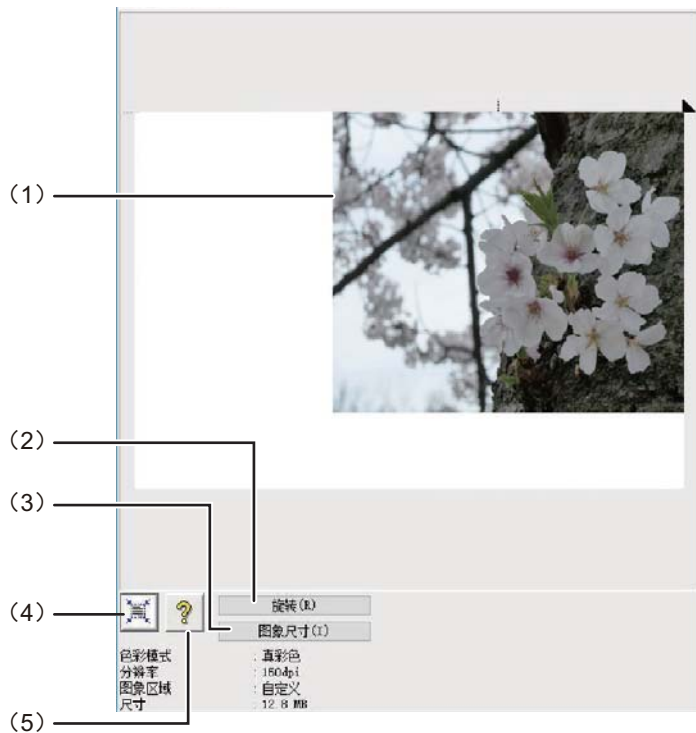 (1)
(2)
(3)
旋转(R)
(4)
图象尺寸(I)
色彩模式 : 真彩色
分辨率 : 150dpi
图象区域 : 自定义
尺寸 : 12.8 MB
(5)